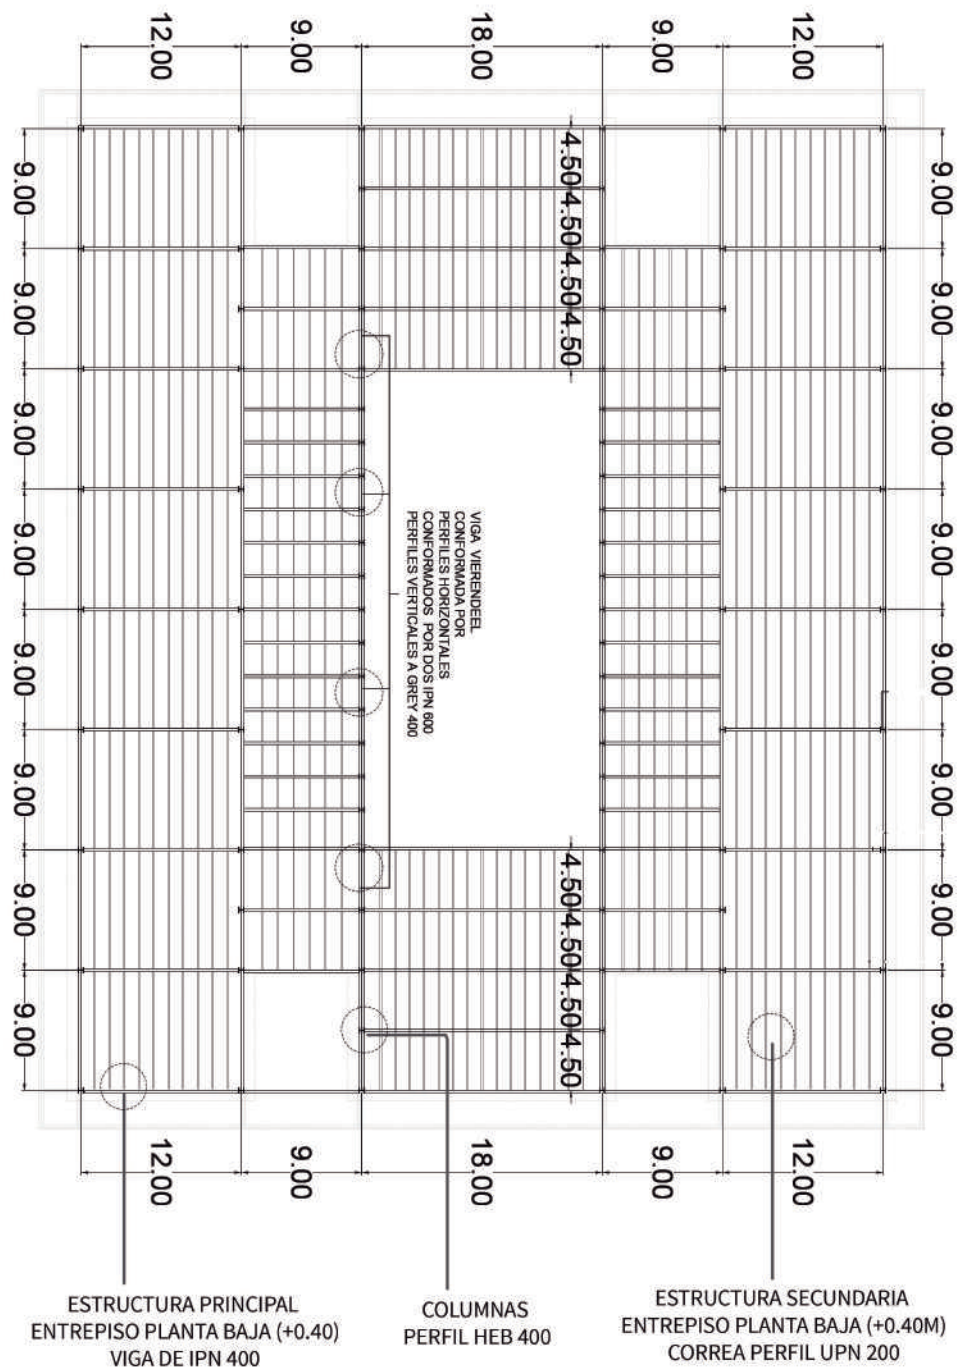 12.00
9.00
18.00
9.00
12.00
9.00
9.00
9.00
9.00
9.00
9.00
9.00
9.00
4.50
4.50
4.50
4.50
VIGA VIERENDEEL
CONFORMADA POR
PERFILES HORIZONTALES
CONFORMADOS POR DOS IPN 600
PERFILES VERTICALES A GREY 400
4.50
4.50
4.50
4.50
9.00
9.00
9.00
9.00
9.00
9.00
9.00
9.00
12.00
9.00
18.00
9.00
12.00
ESTRUCTURA PRINCIPAL
ENTREPISO PLANTA BAJA (+0.40)
VIGA DE IPN 400
COLUMNAS
PERFIL HEB 400
ESTRUCTURA SECUNDARIA
ENTREPISO PLANTA BAJA (+0.40M)
CORREA PERFIL UPN 200